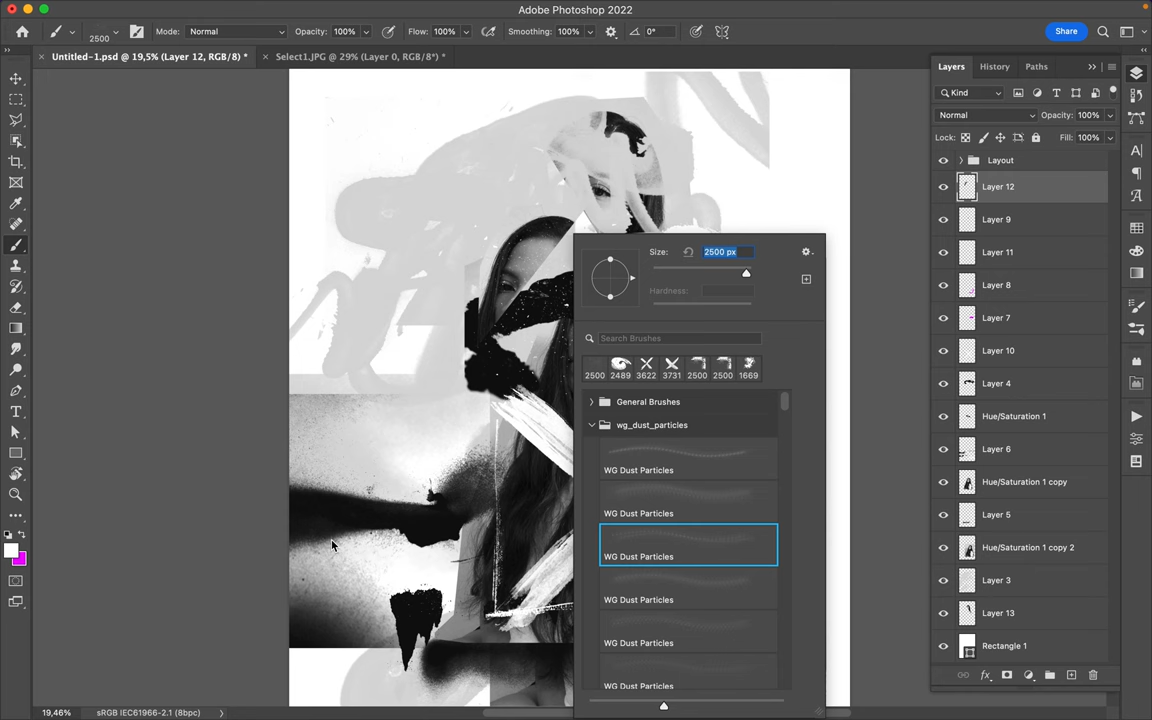 Adobe Photoshop 2022
2500
Mode: Normal
Opacity: 100%
Flow: 100%
Smoothing: 100%
0°
Share
Untitled-1.psd @ 19,5% (Layer 12, RGB/8) *
Select1.JPG @ 29% (Layer 0, RGB/8*) *
Layers
History
Paths
Kind
Normal
Opacity: 100%
Lock:
Fill: 100%
Layout
Layer 12
Layer 9
Layer 11
Layer 8
Layer 7
Layer 10
Layer 4
Hue/Saturation 1
Layer 6
Hue/Saturation 1 copy
Layer 5
Hue/Saturation 1 copy 2
Layer 3
Layer 13
Rectangle 1
Size:
2500 px
Hardness:
Search Brushes
2500 2489 3622 3731 2500 2500 1669
General Brushes
wg_dust_particles
WG Dust Particles
WG Dust Particles
WG Dust Particles
WG Dust Particles
WG Dust Particles
WG Dust Particles
19,46%
sRGB IEC61966-2.1 (8bpc)